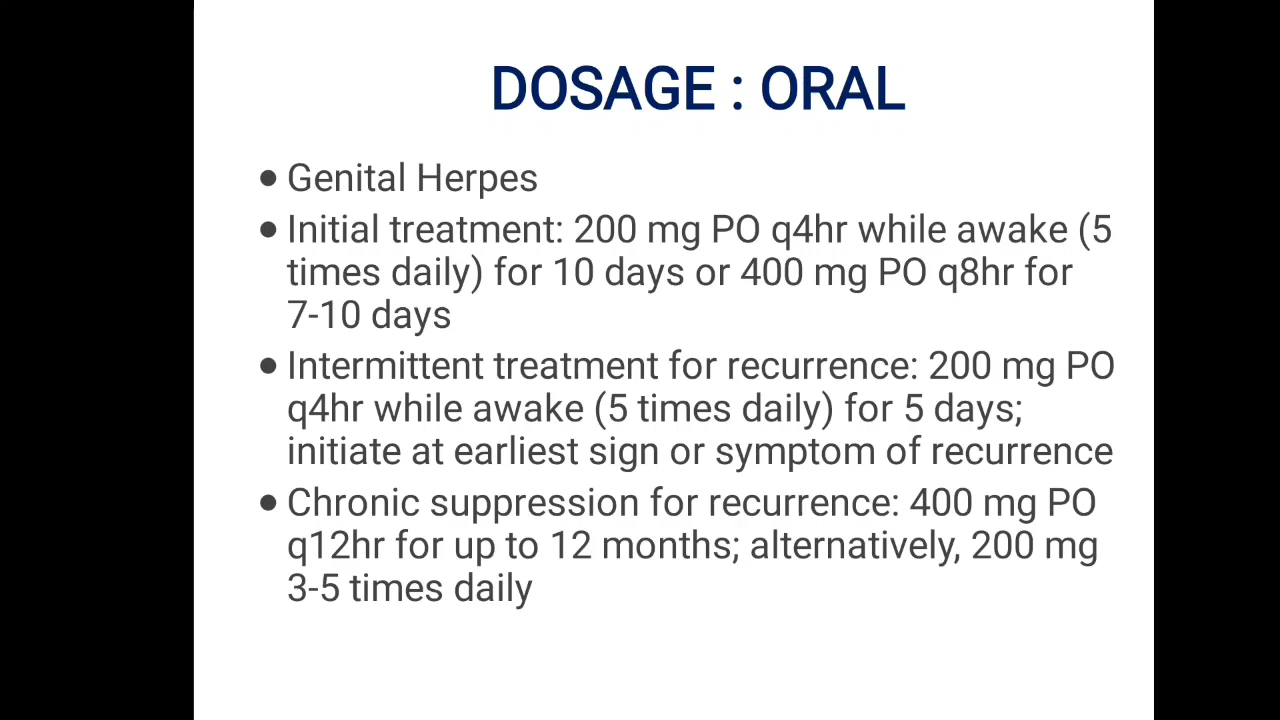 DOSAGE : ORAL
● Genital Herpes
● Initial treatment: 200 mg PO q4hr while awake (5
times daily) for 10 days or 400 mg PO q8hr for
7-10 days
● Intermittent treatment for recurrence: 200 mg PO
q4hr while awake (5 times daily) for 5 days;
initiate at earliest sign or symptom of recurrence
● Chronic suppression for recurrence: 400 mg PO
q12hr for up to 12 months; alternatively, 200 mg
3-5 times daily